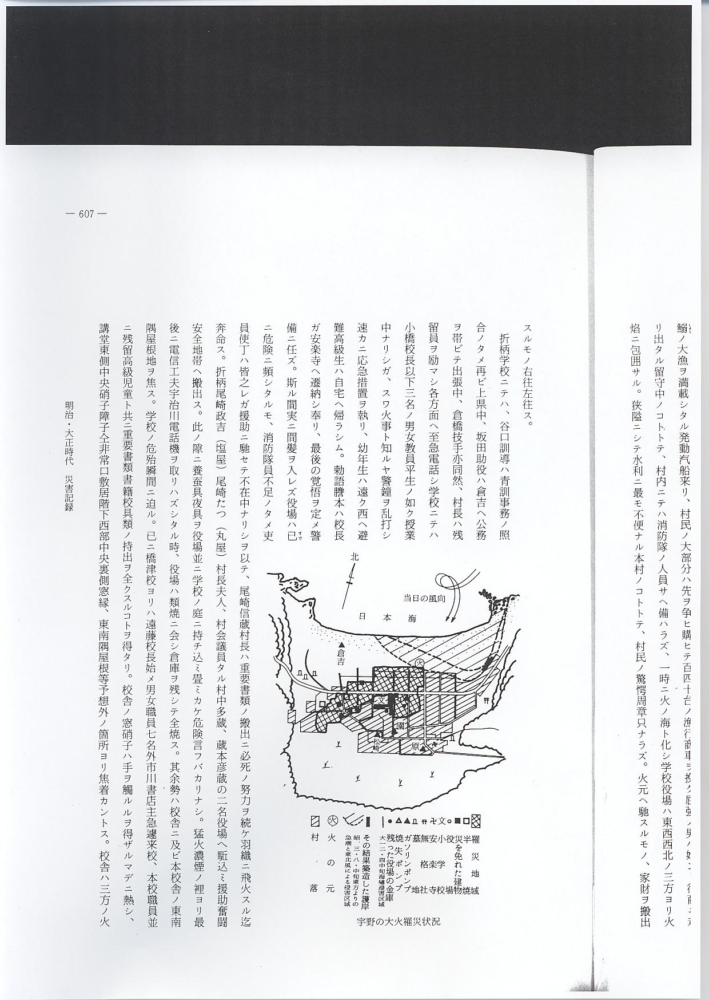 鰯ノ大漁ヲ満載シタル発動汽船来リ、村民ノ大部分ハ先ヲ争ヒ購ヒテ百四十台ノ漁行商車ヲ
リ出タル留守中ノコトトテ、村内ニテハ消防隊ノ人員サヘ備ハラズ、一時ニ火ノ海ト化シ学校役場ハ東西西北ノ三方ヨリ火
焰ニ包囲サル。狭隘ニシテ水利ニ最モ不便ナル本村ノコトトテ、村民ノ驚愕周章只ナラズ。火元ヘ馳スルモノ、家財ヲ搬出
スルモノ右往左往ス。
折柄学校ニテハ、谷口訓導ハ青訓事務ノ照
合ノタメ再ビ上県中、坂田助役ハ倉吉ヘ公務
ヲ帯ビテ出張中、倉橋技手亦同然、村長ハ残
留員ヲ励マシ各方面ヘ至急電話シ学校ニテハ
小橋校長以下三名ノ男女教員平生ノ如ク授業
中ナリシガ、スワ火事ト知ルヤ警鐘ヲ乱打シ
速カニ応急措置ヲ執リ、幼年生ハ遠ク西ヘ避
難高級生ハ自宅ヘ帰ラシム。勅語謄本ハ校長
ガ安楽寺ヘ遷納シ奉リ、最後の覚悟ヲ定メ警
備ニ任ズ。斯ル間実ニ間髪ヲ入レズ役場ハ已すで
ニ危険ニ頻シタルモ、消防隊員不足ノタメ吏
員使丁ハ皆之レガ援助ニ馳セテ不在中ナリシヲ以テ、尾崎信蔵村長ハ重要書類ノ搬出ニ必死ノ努力ヲ続ケ羽織ニ飛火スル迄
奔命ス。折柄尾崎政吉（塩屋）尾崎たつ（丸屋）村長夫人、村会議員タル村中多蔵、蔵本彦蔵の二名役場ヘ駈込ミ援助奮闘
安全地帯ヘ搬出ス。此ノ隙ニ養蚕具夜具ヲ役場並ニ学校ノ庭ニ持チ込ミ畳ミカケ危険言フバカリナシ。猛火濃煙ノ裡ヨリ最
後ニ電信工夫宇治川電話機ヲ取リハズシタル時、役場ハ類焼ニ会シ倉庫ヲ残シテ全焼ス。其余勢ハ校舎ニ及ビ本校舎ノ東南
隅屋根地ヲ焦ス。学校ノ危殆瞬間ニ迫ル。已ニ橋津校ヨリハ遠藤校長始メ男女職員七名外市川書店主急遽来校、本校職員並
ニ残留高級児童ト共ニ重要書類書籍校具類ノ持出ヲ全クスルコトヲ得タリ。校舎ノ窓硝子ハ手ヲ觸ルルヲ得ザルマデニ熱シ、
講堂東側中央硝子障子全非常口敷居階下西部中央裏側窓縁、東南隅屋根等予想外ノ箇所ヨリ焦着カントス。校舎ハ三方ノ火
北
当日の風向
日本海
倉吉
火
文
園
松崎
原
罹災地域
半焼
災を免れた建物
役場
小学校
安楽寺
無格社
墓地
ガソリンポンプ
焼失ポンプ
残った役場の金庫
大一二・四中旬海嘯浸害区域
その結果築造した護岸
昭、三・八・中旬東方よりの
急潮と東北風による侵害区域
火の元
村落
宇野の大火罹災状況
明治・大正時代　災害記録
— 607 —